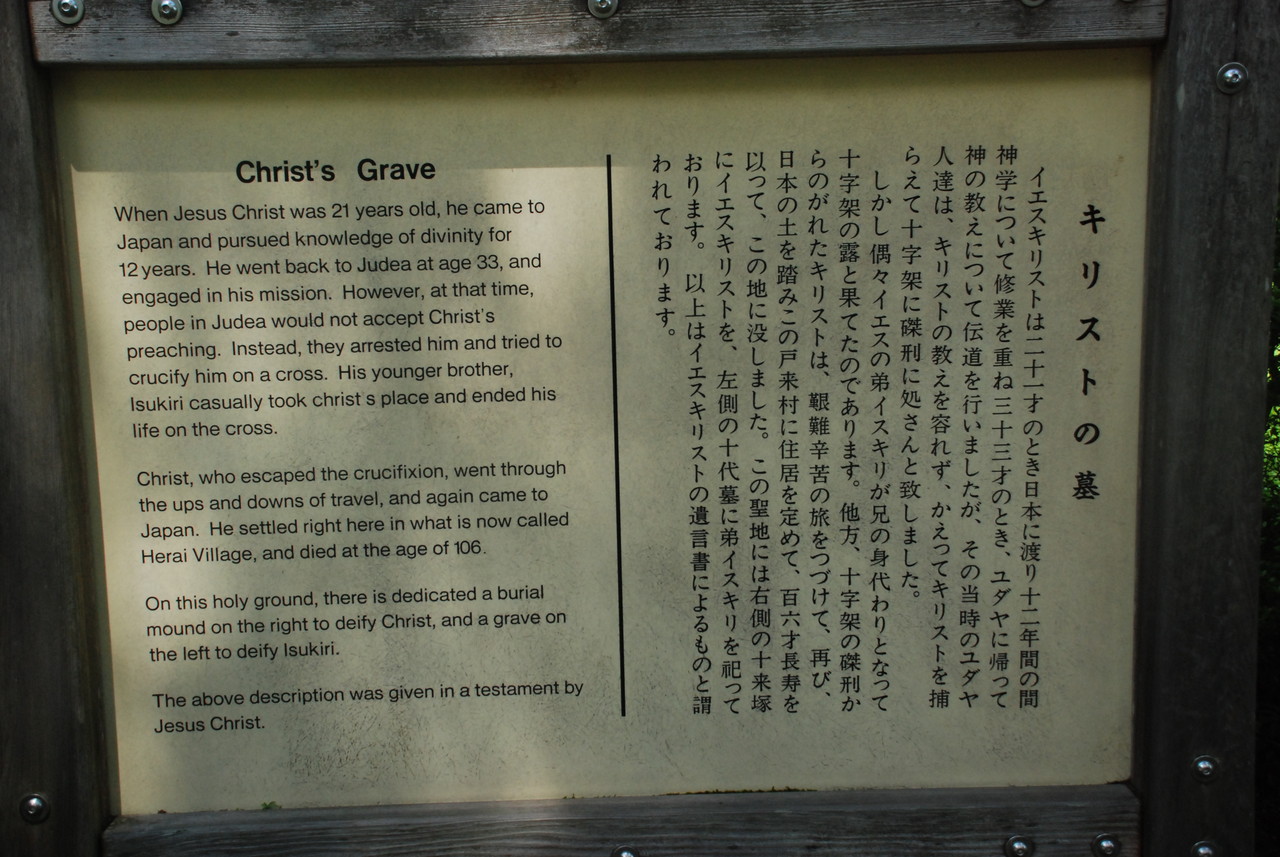 Christ's Grave
When Jesus Christ was 21 years old, he came to
Japan and pursued knowledge of divinity for
12 years. He went back to Judea at age 33, and
engaged in his mission. However, at that time,
people in Judea would not accept Christ's
preaching. Instead, they arrested him and tried to
crucify him on a cross. His younger brother,
Isukiri casually took christ s place and ended his
life on the cross.
Christ, who escaped the crucifixion, went through
the ups and downs of travel, and again came to
Japan. He settled right here in what is now called
Herai Village, and died at the age of 106.
On this holy ground, there is dedicated a burial
mound on the right to deify Christ, and a grave on
the left to deify Isukiri.
The above description was given in a testament by
Jesus Christ.
キリストの墓
イエスキリストは二十一才のとき日本に渡り十二年間の間
神学について修業を重ね三十三才のとき、ユダヤに帰って
神の教えについて伝道を行いましたが、その当時のユダヤ
人達は、キリストの教えを容れず、かえってキリストを捕
らえて十字架に磔刑に処さんと致しました。
しかし偶々イエスの弟イスキリが兄の身代わりとなって
十字架の露と果てたのであります。他方、十字架の磔刑か
らのがれたキリストは、艱難辛苦の旅をつづけて、再び、
日本の土を踏みこの戸来村に住居を定めて、百六才長寿を
以って、この地に没しました。この聖地には右側の十来塚
にイエスキリストを、左側の十代墓に弟イスキリを祀って
おります。以上はイエスキリストの遺言書によるものと謂
われております。